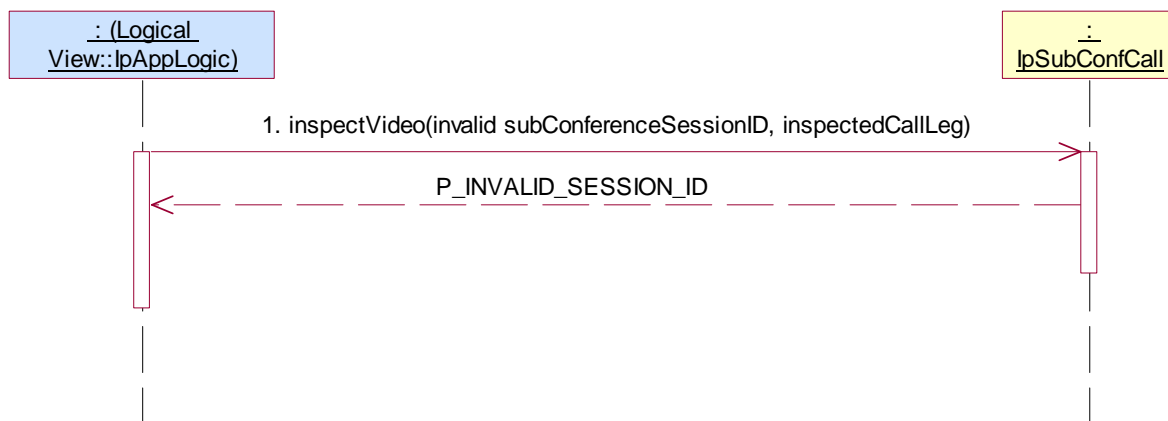 : (Logical
View::IpAppLogic)
:
IpSubConfCall
1. inspectVideo(invalid subConferenceSessionID, inspectedCallLeg)
P_INVALID_SESSION_ID